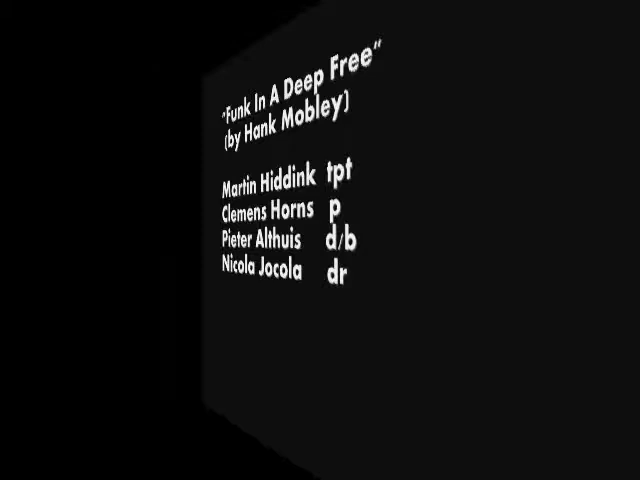 "Funk In A Deep Free"
(by Hank Mobley)
Martin Hiddink tpt
Clemens Horns p
Pieter Althuis d/b
Nicola Jocola dr